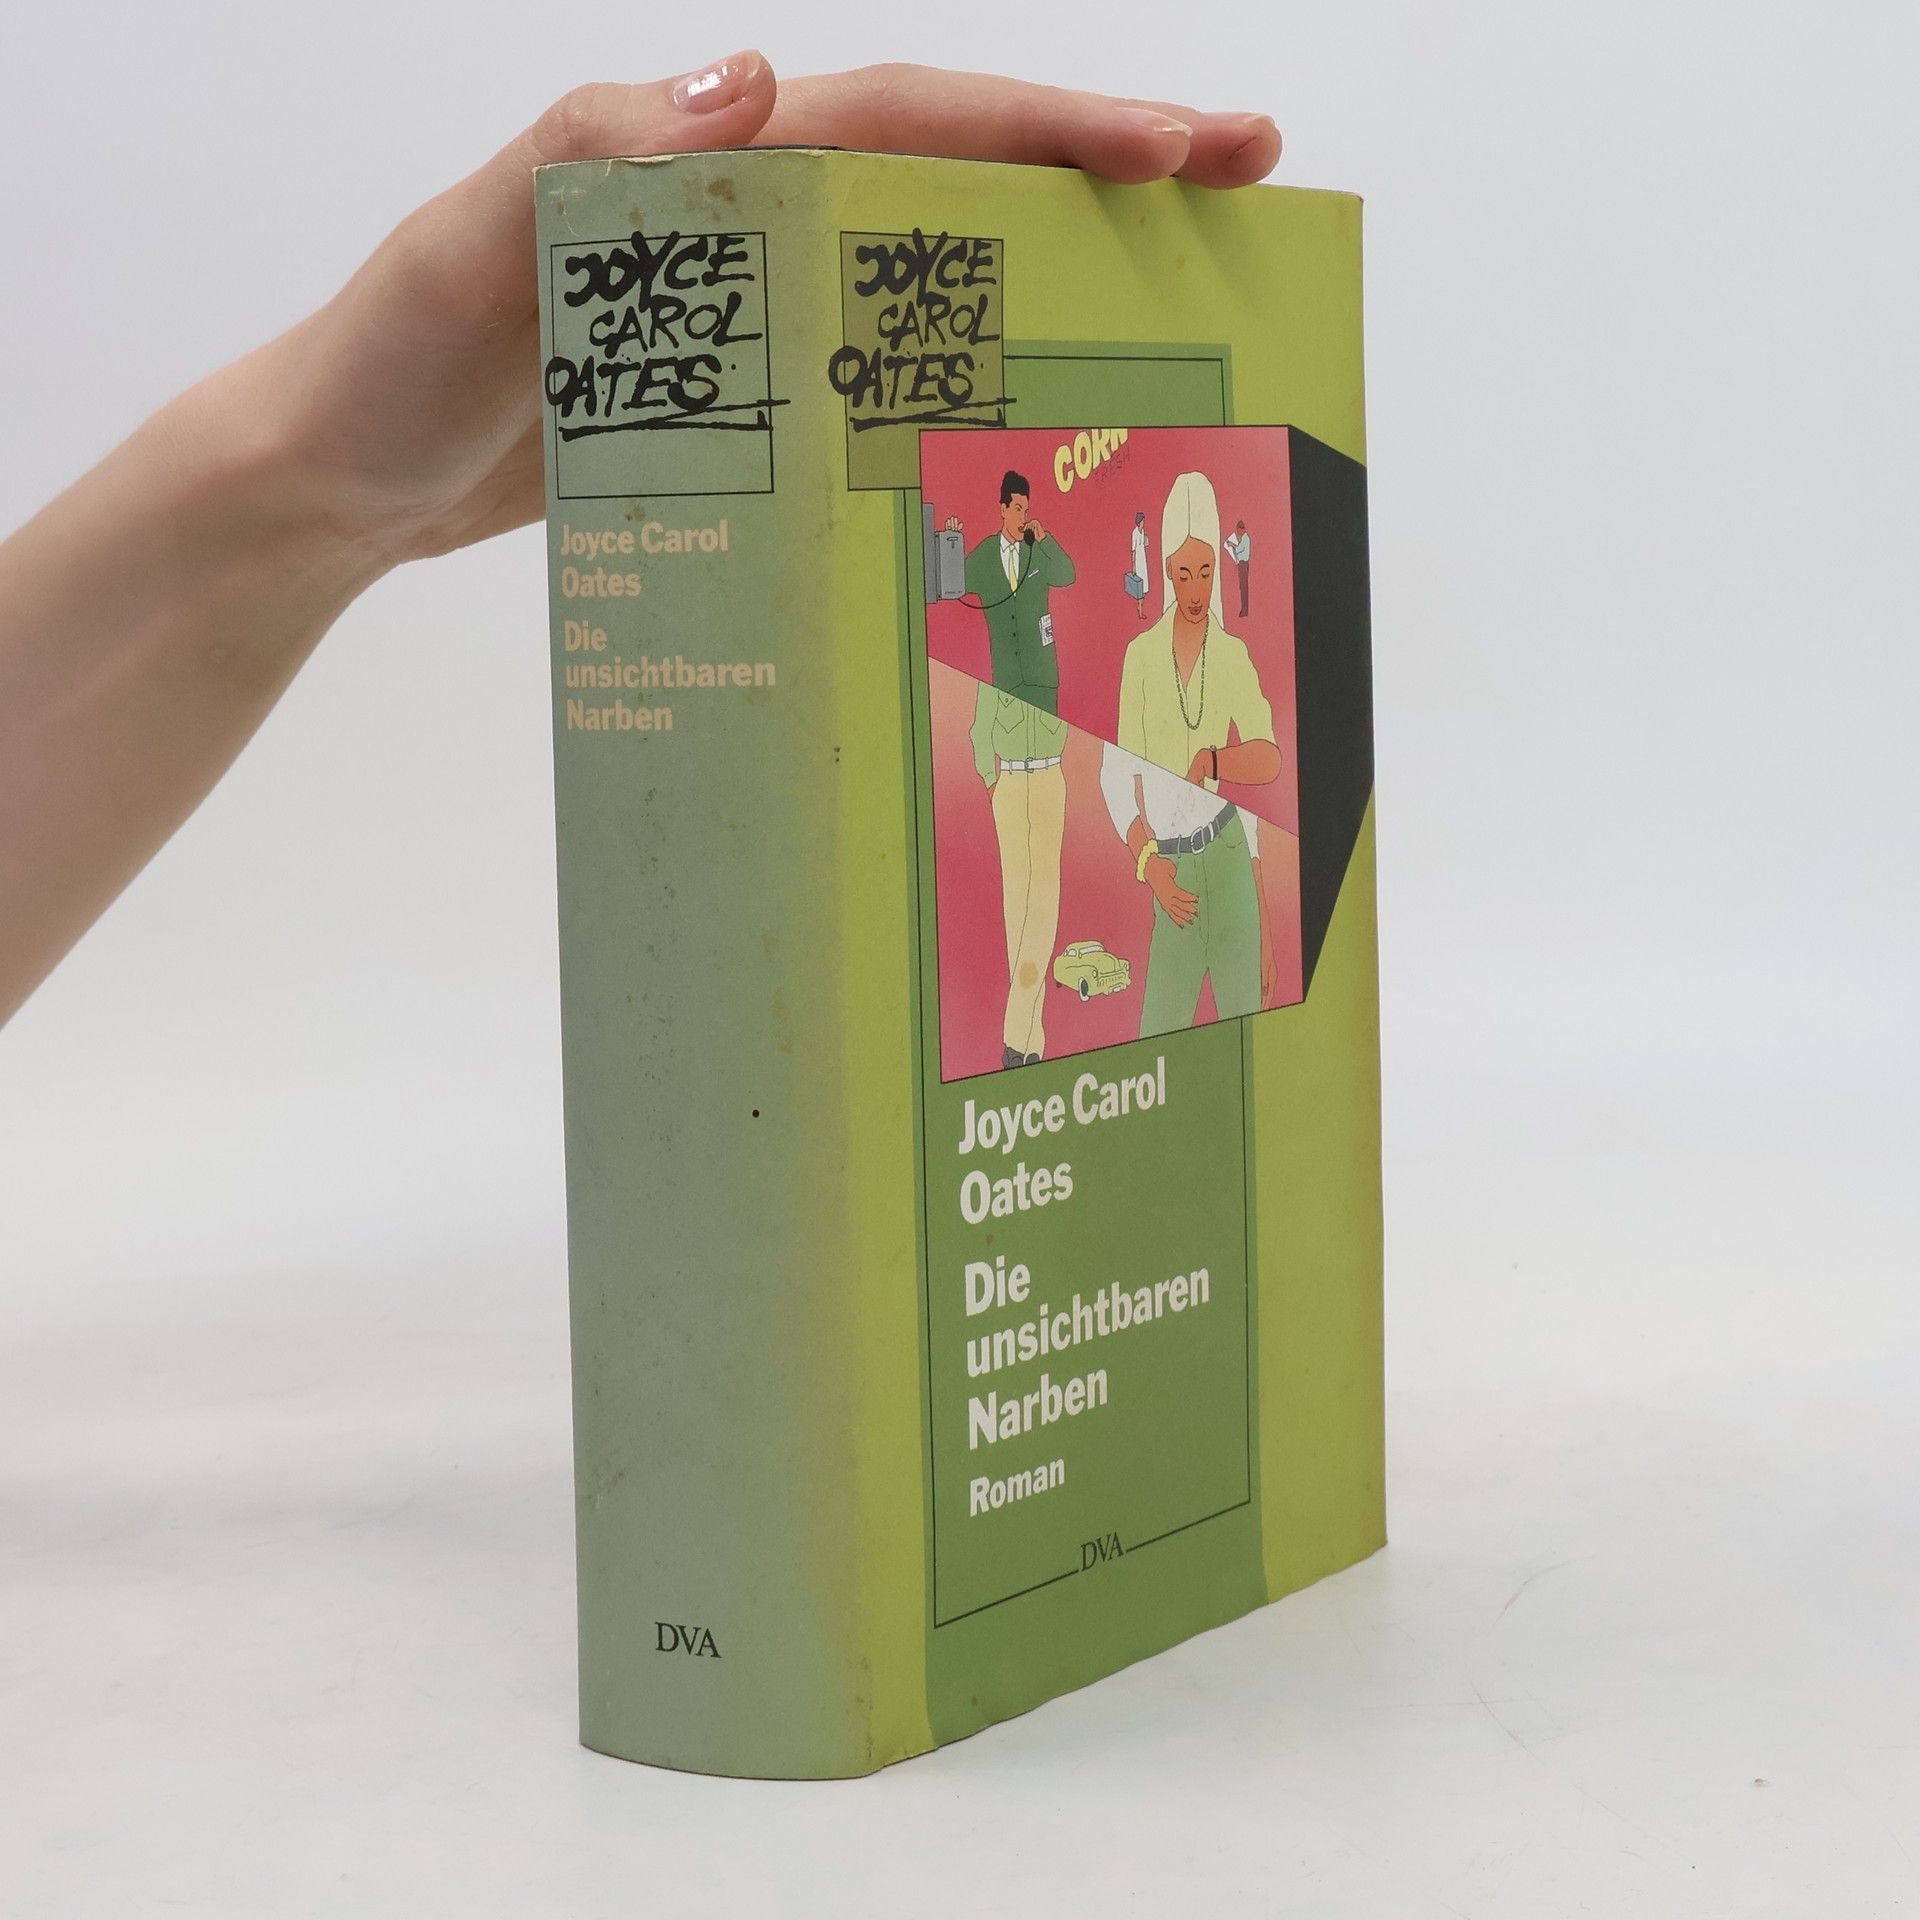 JOYCE
CAROL
OATES
Joyce Carol
Oates
Die
unsichtbaren
Narben
DVA
JOYCE
CAROL
OATES
CORN
FRESH
Joyce Carol
Oates
Die
unsichtbaren
Narben
Roman
DVA